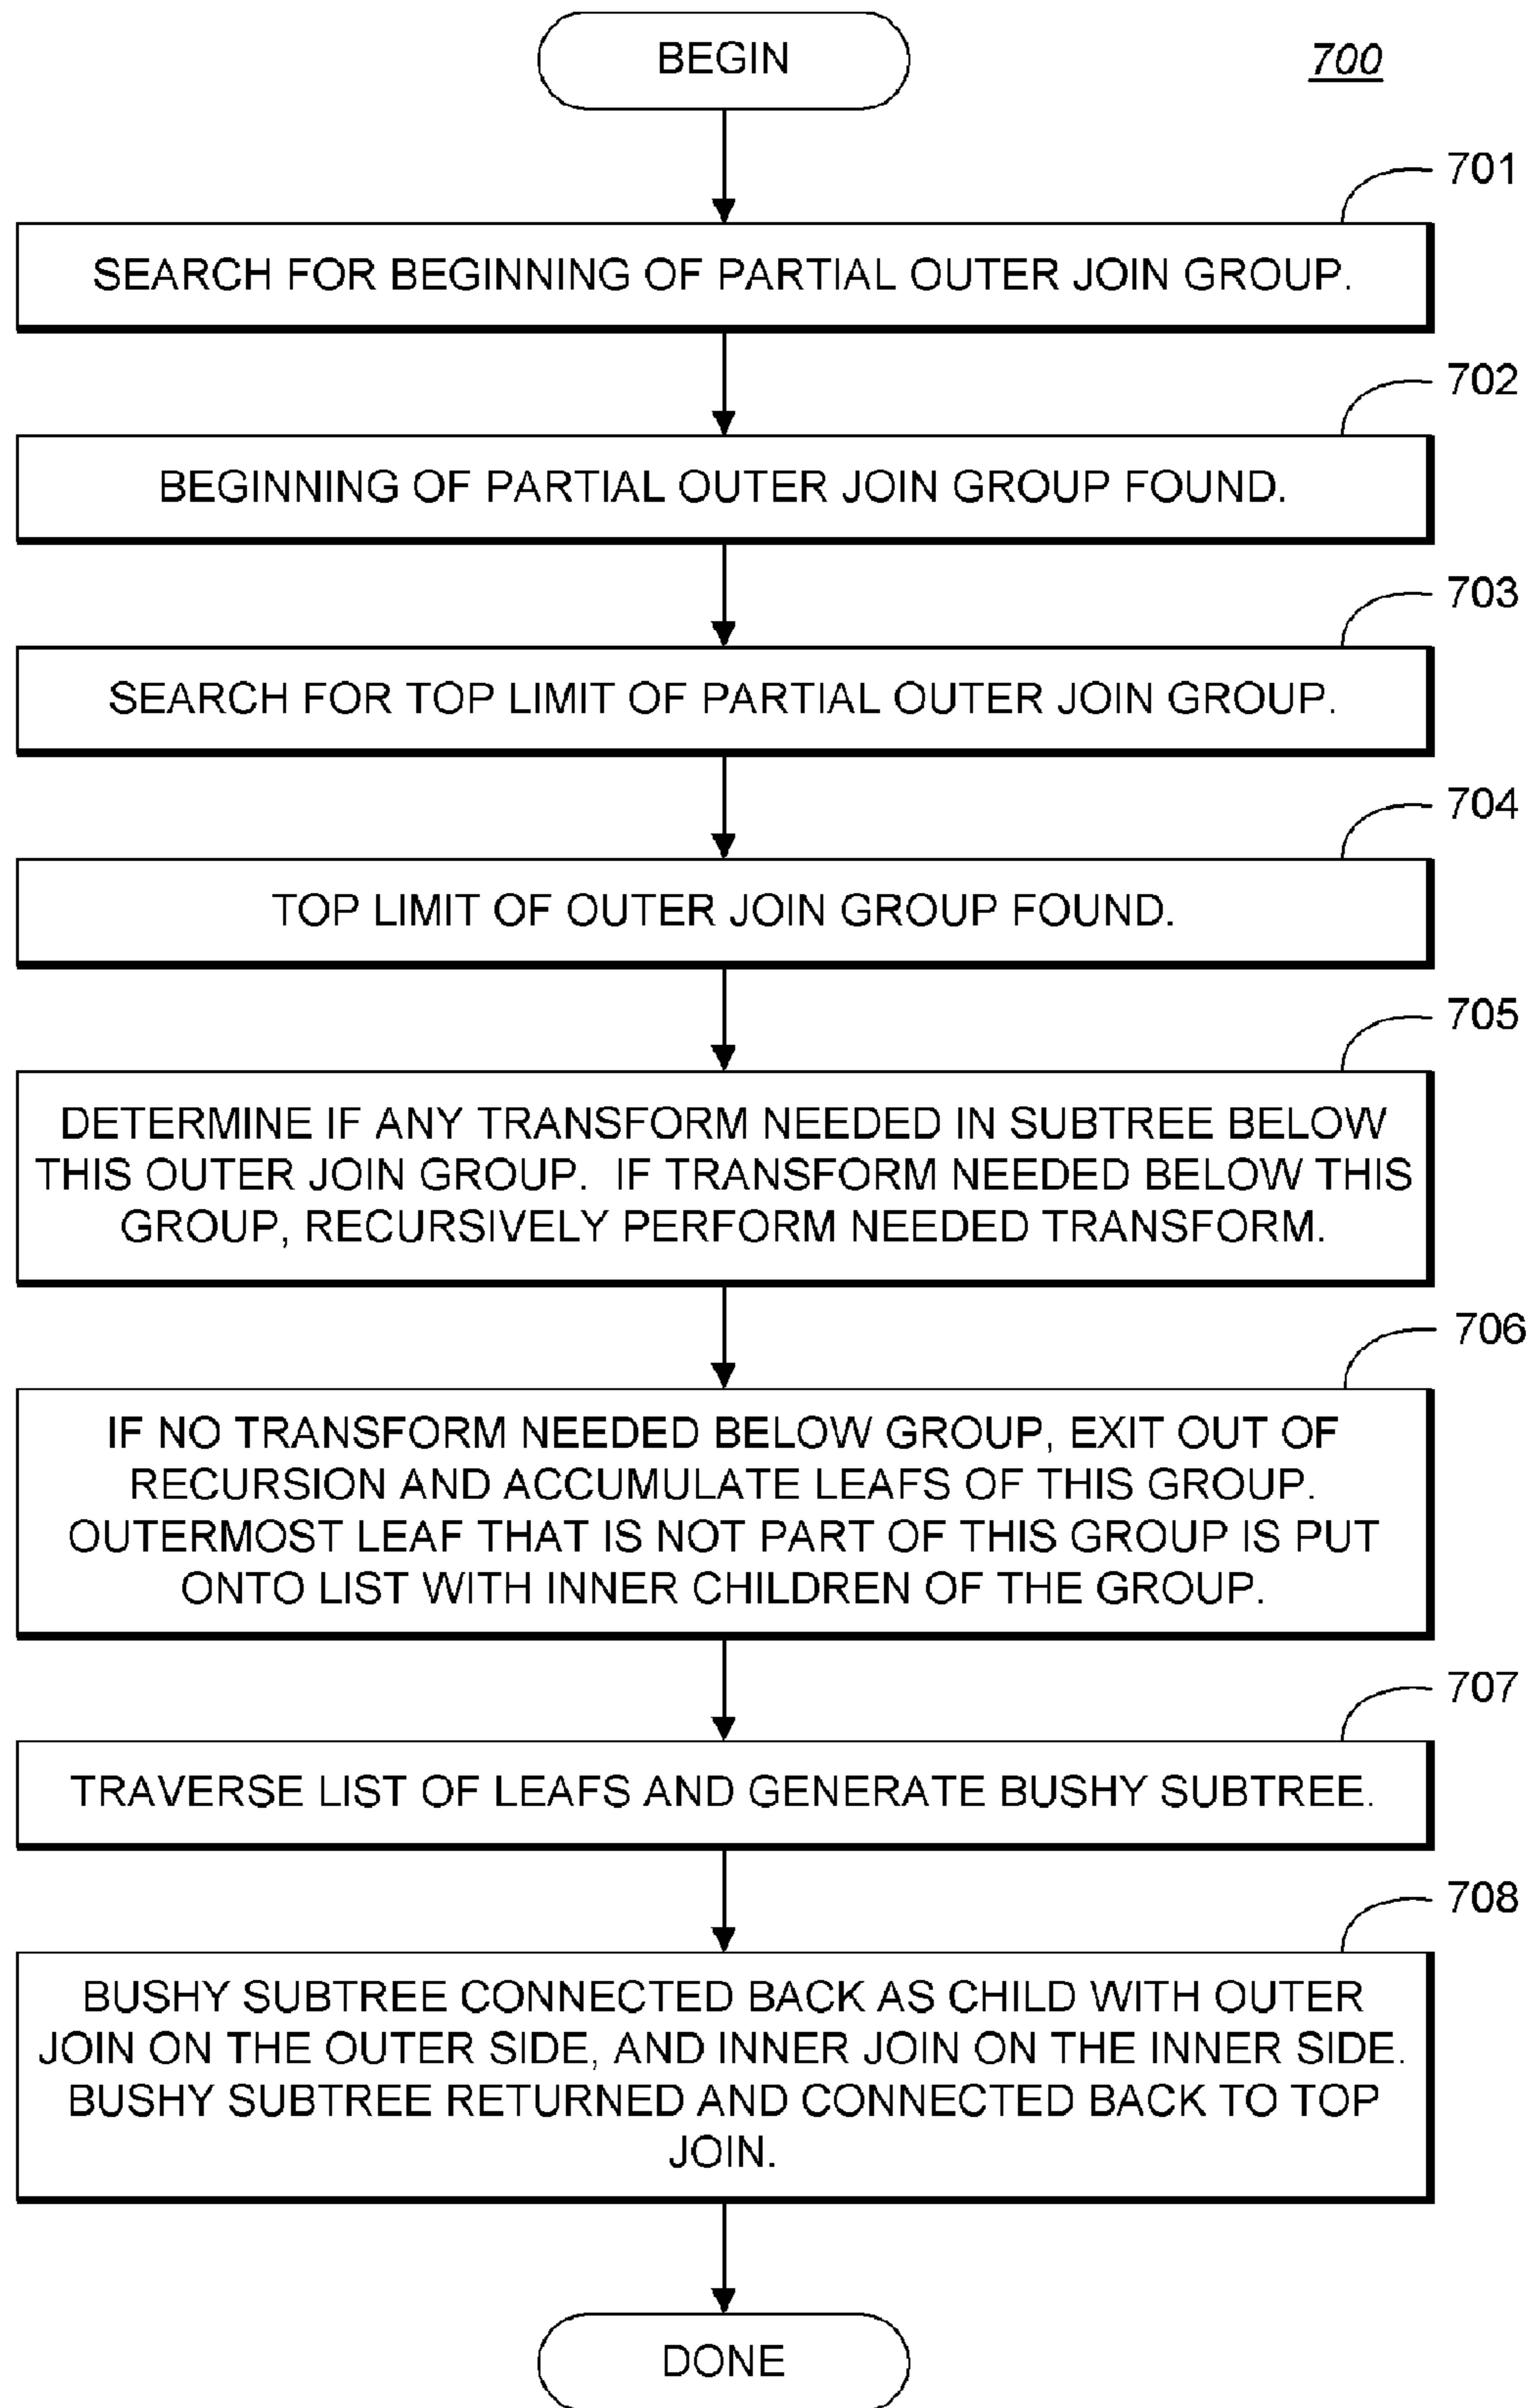 BEGIN
700
701
SEARCH FOR BEGINNING OF PARTIAL OUTER JOIN GROUP.
702
BEGINNING OF PARTIAL OUTER JOIN GROUP FOUND.
703
SEARCH FOR TOP LIMIT OF PARTIAL OUTER JOIN GROUP.
704
TOP LIMIT OF OUTER JOIN GROUP FOUND.
705
DETERMINE IF ANY TRANSFORM NEEDED IN SUBTREE BELOW
THIS OUTER JOIN GROUP. IF TRANSFORM NEEDED BELOW THIS
GROUP, RECURSIVELY PERFORM NEEDED TRANSFORM.
706
IF NO TRANSFORM NEEDED BELOW GROUP, EXIT OUT OF
RECURSION AND ACCUMULATE LEAFS OF THIS GROUP.
OUTERMOST LEAF THAT IS NOT PART OF THIS GROUP IS PUT
ONTO LIST WITH INNER CHILDREN OF THE GROUP.
707
TRAVERSE LIST OF LEAFS AND GENERATE BUSHY SUBTREE.
708
BUSHY SUBTREE CONNECTED BACK AS CHILD WITH OUTER
JOIN ON THE OUTER SIDE, AND INNER JOIN ON THE INNER SIDE.
BUSHY SUBTREE RETURNED AND CONNECTED BACK TO TOP
JOIN.
DONE